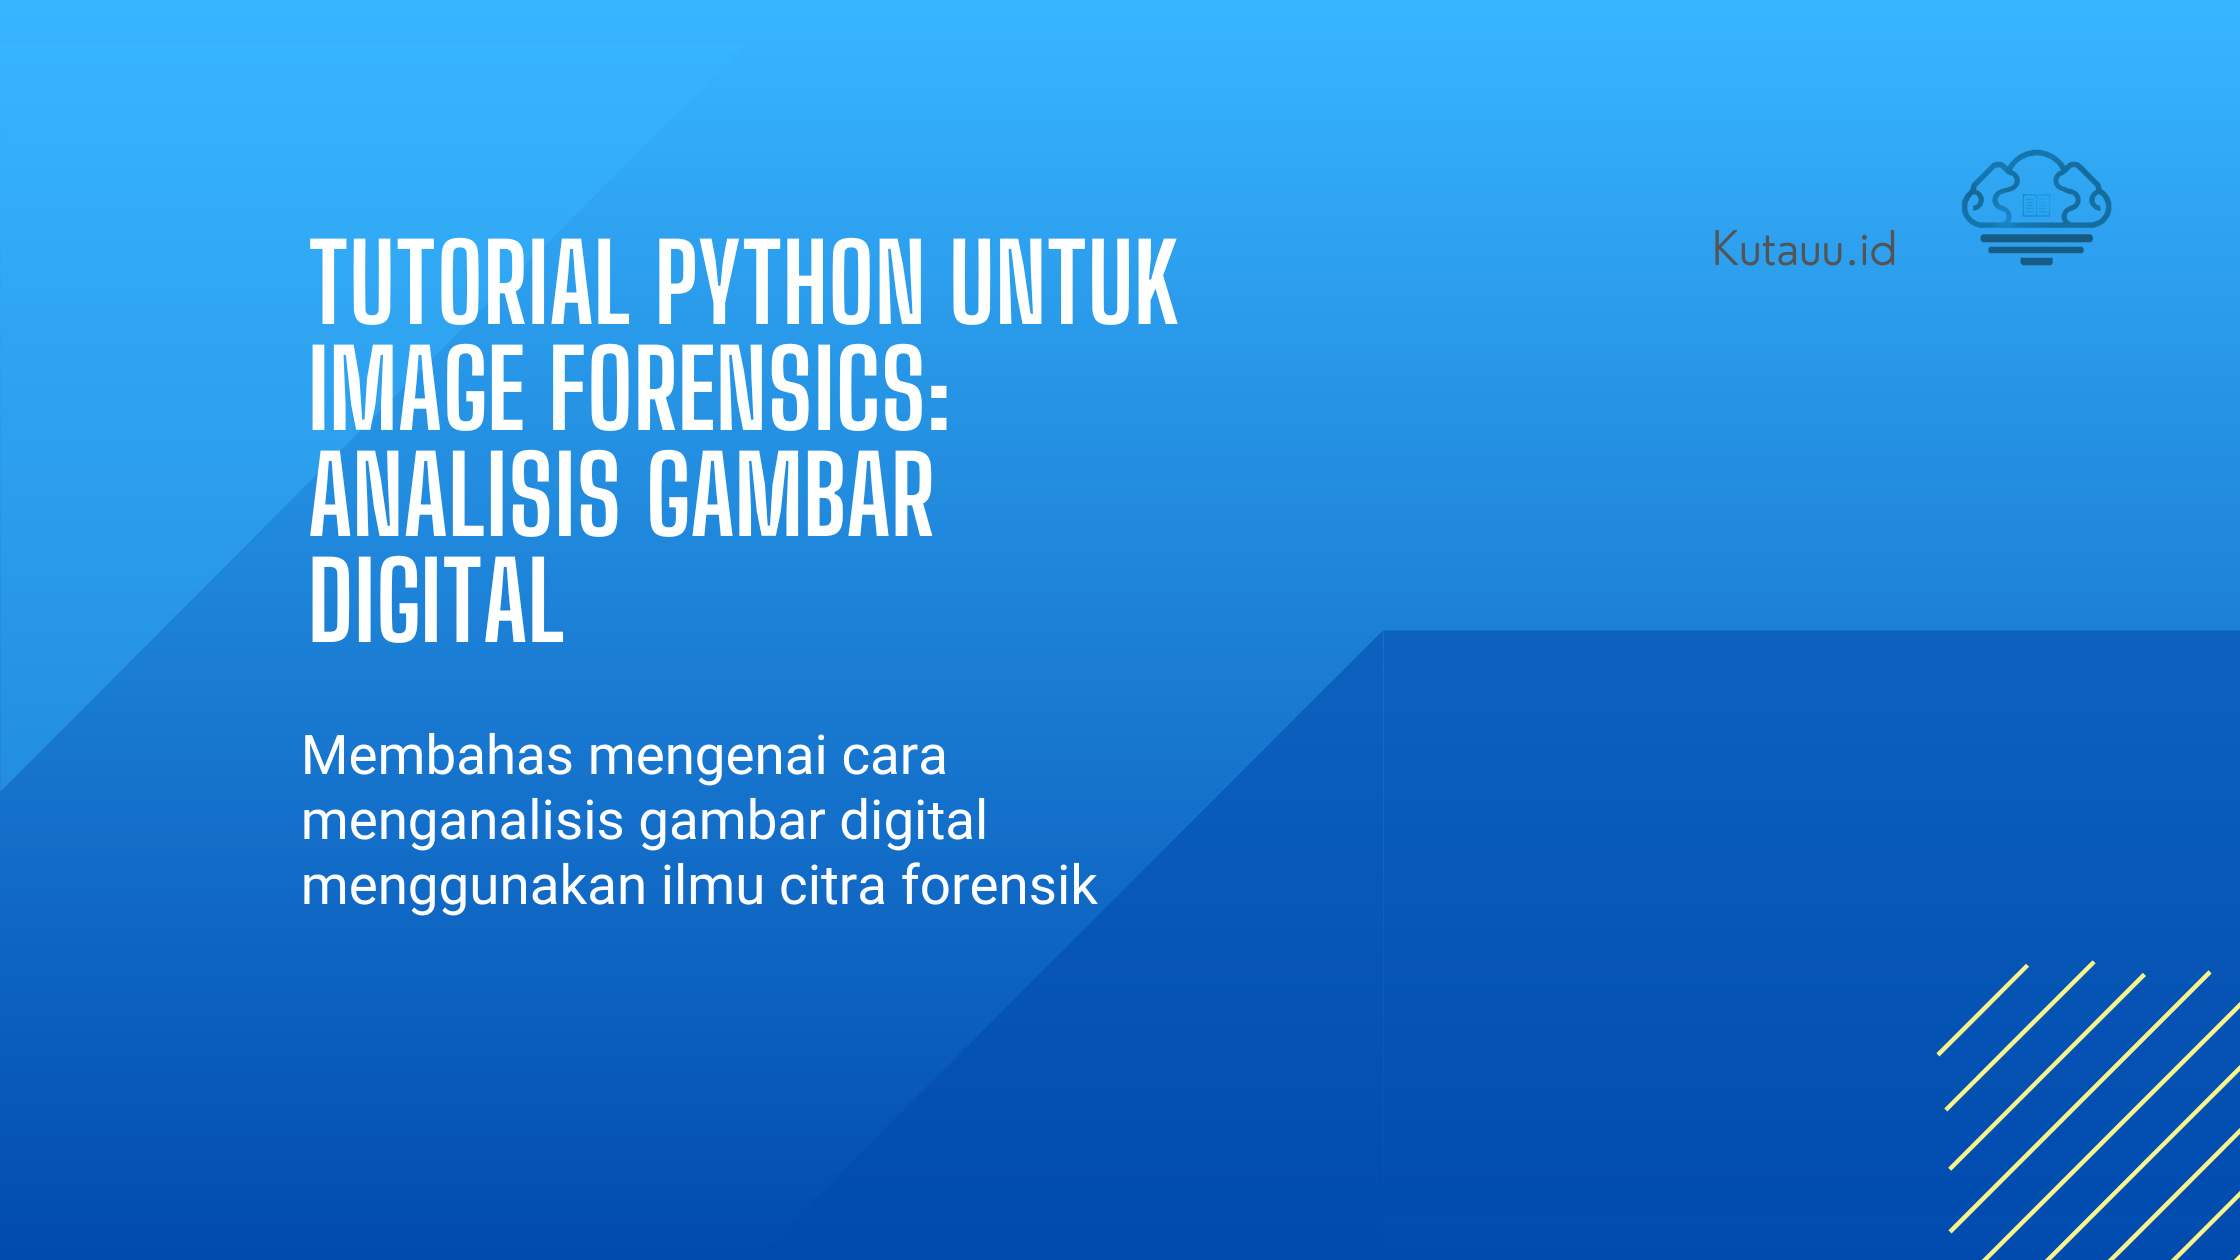 TUTORIAL PYTHON UNTUK
IMAGE FORENSICS:
ANALISIS GAMBAR
DIGITAL
Kutauu.id
Membahas mengenai cara
menganalisis gambar digital
menggunakan ilmu citra forensik